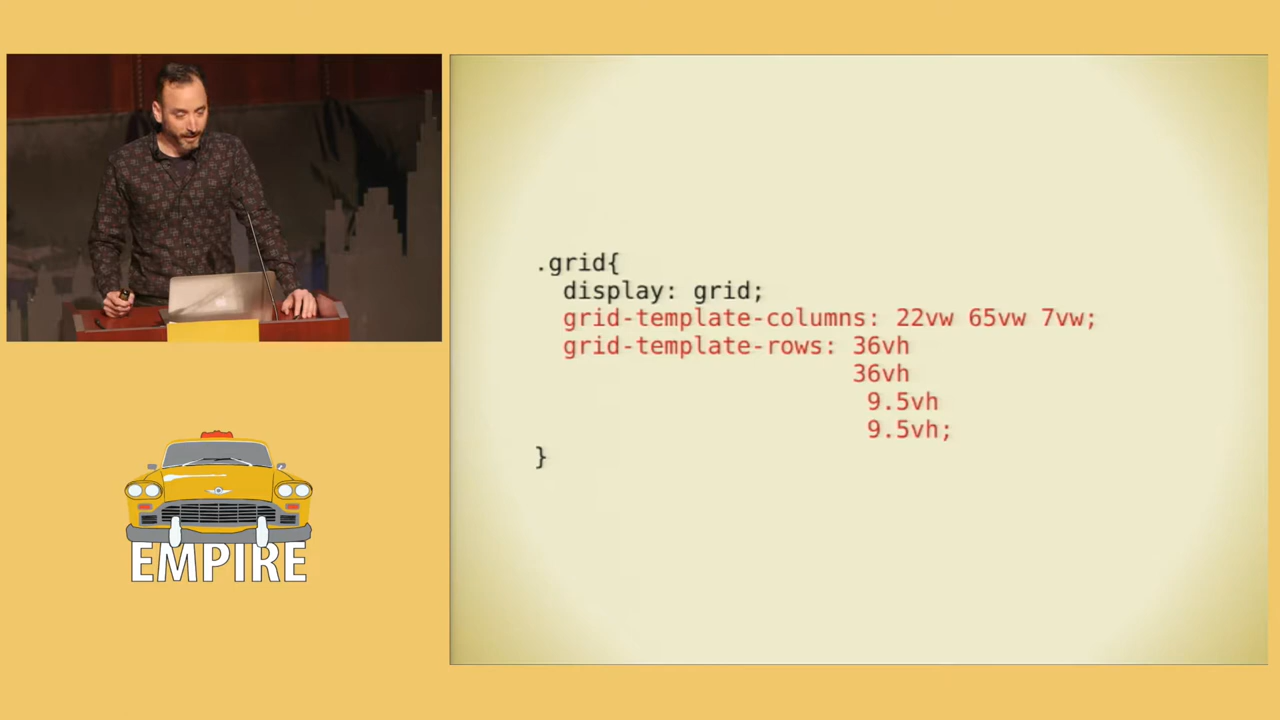 .grid{
display: grid;
grid-template-columns: 22vw 65vw 7vw;
grid-template-rows: 36vh
36vh
9.5vh
9.5vh;
}
EMPIRE